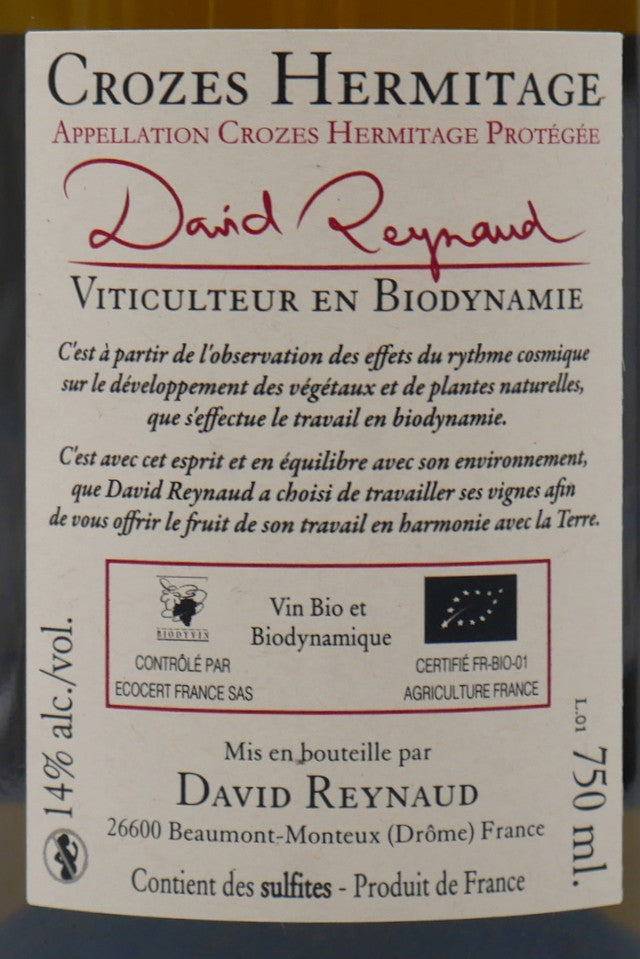 CROZES HERMITAGE
APPELLATION CROZES HERMITAGE PROTÉGÉE
David Reynaud
VITICULTEUR EN BIODYNAMIE
C'est à partir de l'observation des effets du rythme cosmique
sur le développement des végétaux et de plantes naturelles,
que s'effectue le travail en biodynamie.
C'est avec cet esprit et en équilibre avec son environnement,
que David Reynaud a choisi de travailler ses vignes afin
de vous offrir le fruit de son travail en harmonie avec la Terre.
BIODYVIN
Vin Bio et
Biodynamique
CONTRÔLÉ PAR
ECOCERT FRANCE SAS
CERTIFIÉ FR-BIO-01
AGRICULTURE FRANCE
14% alc./vol.
L.01
750 ml.
Mis en bouteille par
DAVID REYNAUD
26600 Beaumont-Monteux (Drôme) France
Contient des sulfites - Produit de France